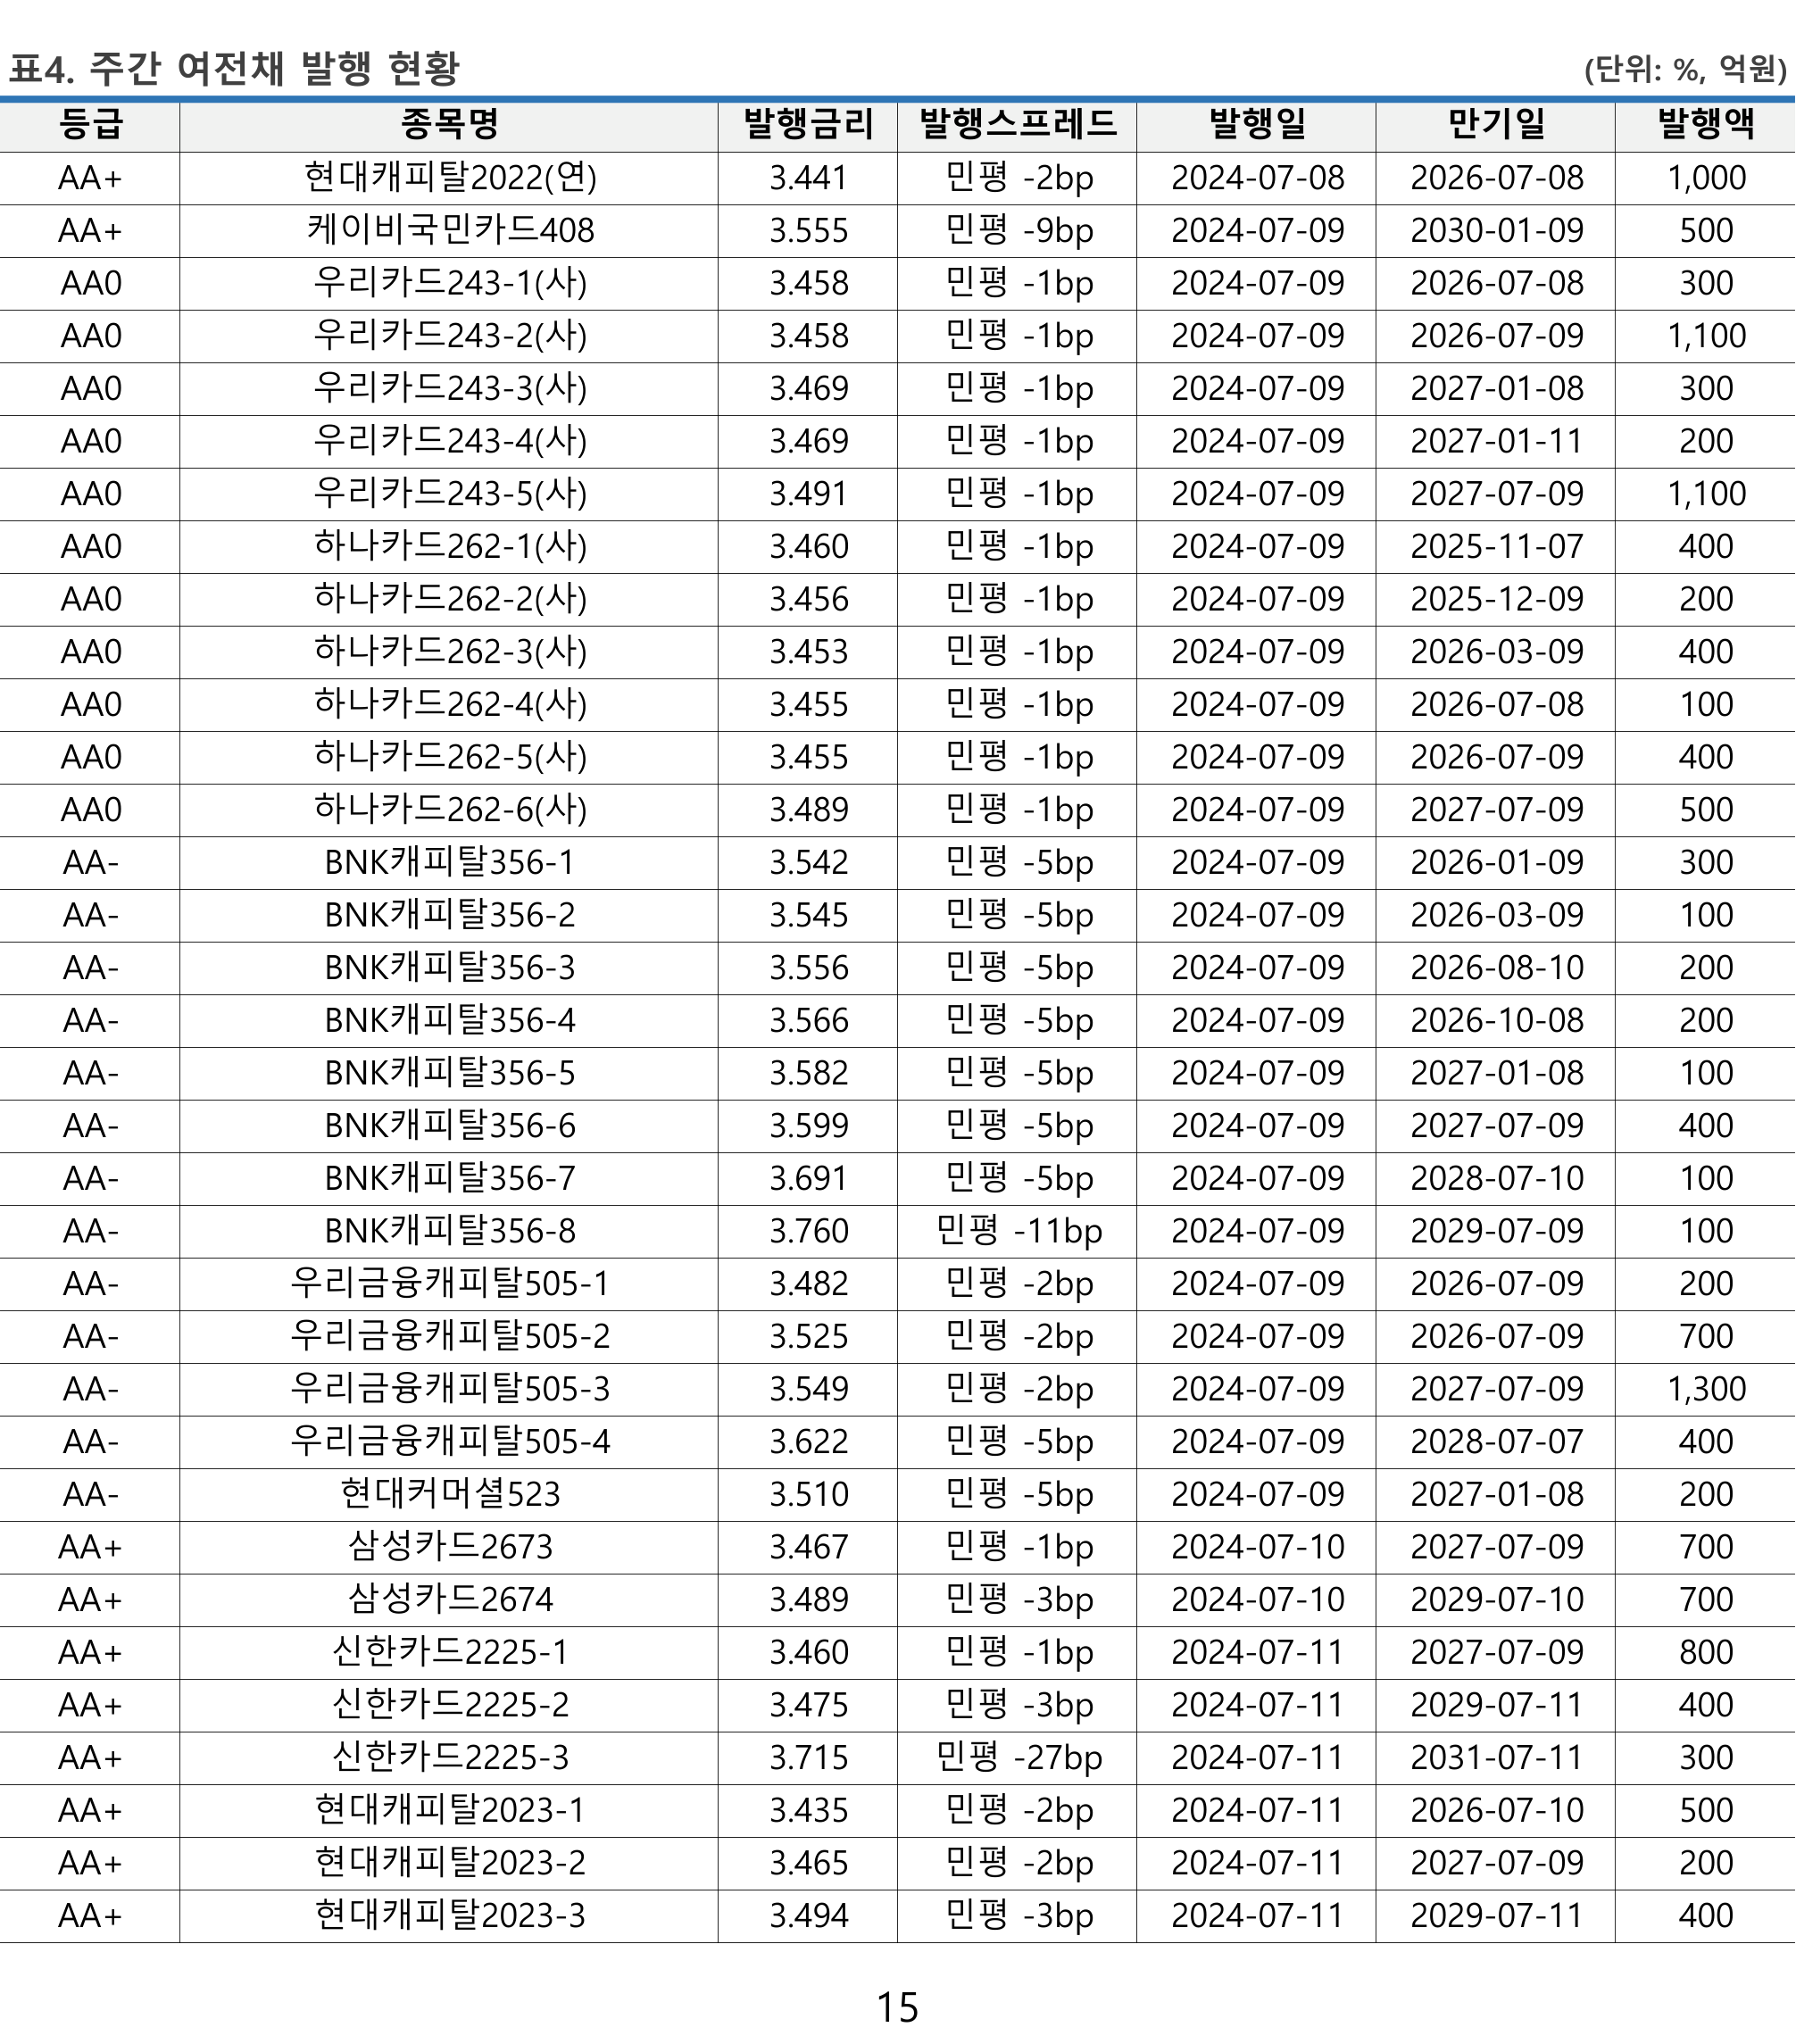 표4. 주간 여전채 발행 현황 (단위: %, 억원)
등급 종목명 발행금리 발행스프레드 발행일 만기일 발행액
AA+ 현대캐피탈2022(연) 3.441 민평 -2bp 2024-07-08 2026-07-08 1,000
AA+ 케이비국민카드408 3.555 민평 -9bp 2024-07-09 2030-01-09 500
AA0 우리카드243-1(사) 3.458 민평 -1bp 2024-07-09 2026-07-08 300
AA0 우리카드243-2(사) 3.458 민평 -1bp 2024-07-09 2026-07-09 1,100
AA0 우리카드243-3(사) 3.469 민평 -1bp 2024-07-09 2027-01-08 300
AA0 우리카드243-4(사) 3.469 민평 -1bp 2024-07-09 2027-01-11 200
AA0 우리카드243-5(사) 3.491 민평 -1bp 2024-07-09 2027-07-09 1,100
AA0 하나카드262-1(사) 3.460 민평 -1bp 2024-07-09 2025-11-07 400
AA0 하나카드262-2(사) 3.456 민평 -1bp 2024-07-09 2025-12-09 200
AA0 하나카드262-3(사) 3.453 민평 -1bp 2024-07-09 2026-03-09 400
AA0 하나카드262-4(사) 3.455 민평 -1bp 2024-07-09 2026-07-08 100
AA0 하나카드262-5(사) 3.455 민평 -1bp 2024-07-09 2026-07-09 400
AA0 하나카드262-6(사) 3.489 민평 -1bp 2024-07-09 2027-07-09 500
AA- BNK캐피탈356-1 3.542 민평 -5bp 2024-07-09 2026-01-09 300
AA- BNK캐피탈356-2 3.545 민평 -5bp 2024-07-09 2026-03-09 100
AA- BNK캐피탈356-3 3.556 민평 -5bp 2024-07-09 2026-08-10 200
AA- BNK캐피탈356-4 3.566 민평 -5bp 2024-07-09 2026-10-08 200
AA- BNK캐피탈356-5 3.582 민평 -5bp 2024-07-09 2027-01-08 100
AA- BNK캐피탈356-6 3.599 민평 -5bp 2024-07-09 2027-07-09 400
AA- BNK캐피탈356-7 3.691 민평 -5bp 2024-07-09 2028-07-10 100
AA- BNK캐피탈356-8 3.760 민평 -11bp 2024-07-09 2029-07-09 100
AA- 우리금융캐피탈505-1 3.482 민평 -2bp 2024-07-09 2026-07-09 200
AA- 우리금융캐피탈505-2 3.525 민평 -2bp 2024-07-09 2026-07-09 700
AA- 우리금융캐피탈505-3 3.549 민평 -2bp 2024-07-09 2027-07-09 1,300
AA- 우리금융캐피탈505-4 3.622 민평 -5bp 2024-07-09 2028-07-07 400
AA- 현대커머셜523 3.510 민평 -5bp 2024-07-09 2027-01-08 200
AA+ 삼성카드2673 3.467 민평 -1bp 2024-07-10 2027-07-09 700
AA+ 삼성카드2674 3.489 민평 -3bp 2024-07-10 2029-07-10 700
AA+ 신한카드2225-1 3.460 민평 -1bp 2024-07-11 2027-07-09 800
AA+ 신한카드2225-2 3.475 민평 -3bp 2024-07-11 2029-07-11 400
AA+ 신한카드2225-3 3.715 민평 -27bp 2024-07-11 2031-07-11 300
AA+ 현대캐피탈2023-1 3.435 민평 -2bp 2024-07-11 2026-07-10 500
AA+ 현대캐피탈2023-2 3.465 민평 -2bp 2024-07-11 2027-07-09 200
AA+ 현대캐피탈2023-3 3.494 민평 -3bp 2024-07-11 2029-07-11 400
15